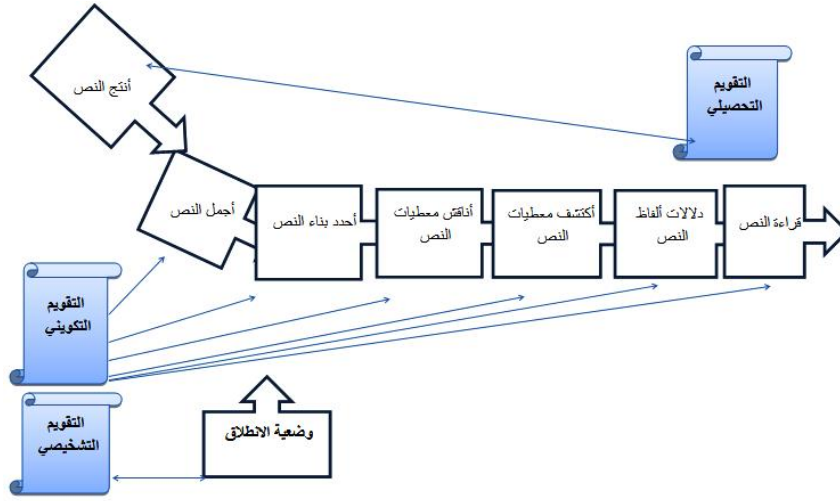 أنتج النص
التقويم
التحصيلي
أجمل النص
قراءة النص
دلالات ألفاظ
النص
أكتشف معطيات
النص
أناقش معطيات
النص
أحدد بناء النص
التقويم
التكويني
التقويم
التشخيصي
وضعية الانطلاق